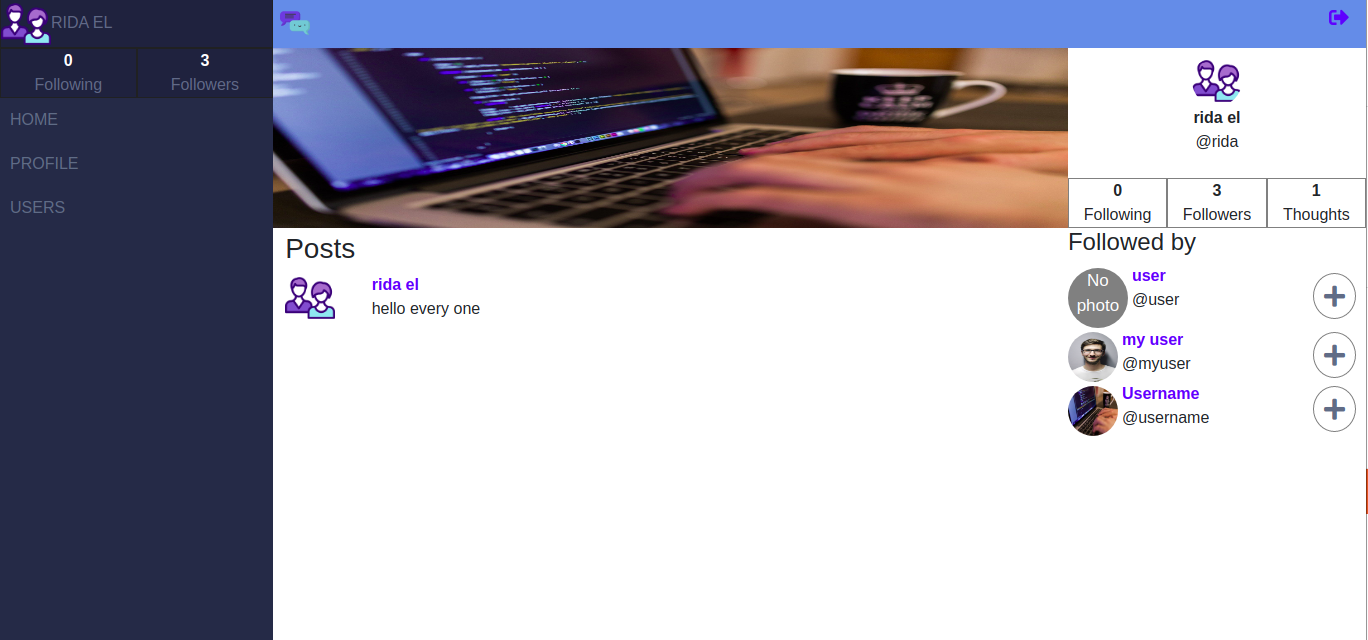 RIDA EL
0
Following
3
Followers
HOME
PROFILE
USERS
rida el
@rida
0
Following
3
Followers
1
Thoughts
Posts
rida el
hello every one
Followed by
No
photo
user
@user
my user
@myuser
Username
@username